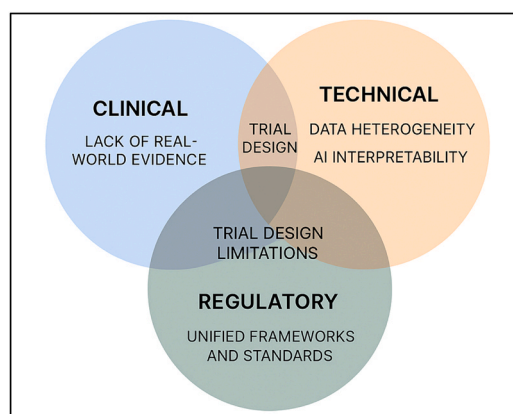 CLINICAL
LACK OF REAL-
WORLD EVIDENCE
TRIAL
DESIGN
TECHNICAL
DATA HETEROGENEITY
AI INTERPRETABILITY
TRIAL DESIGN
LIMITATIONS
REGULATORY
UNIFIED FRAMEWORKS
AND STANDARDS